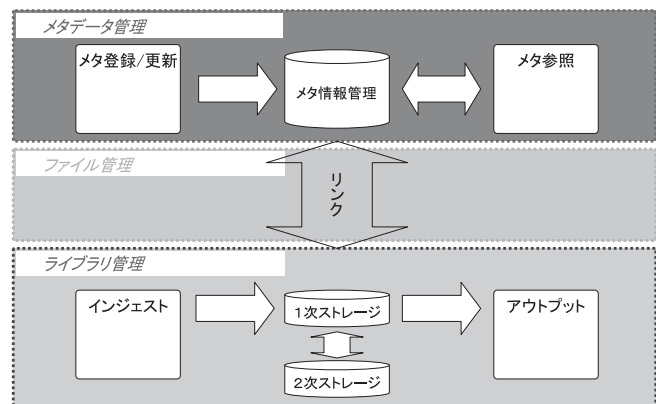 メタデータ管理
メタ登録/更新
メタ情報管理
メタ参照
ファイル管理
リンク
ライブラリ管理
インジェスト
1次ストレージ
アウトプット
2次ストレージ